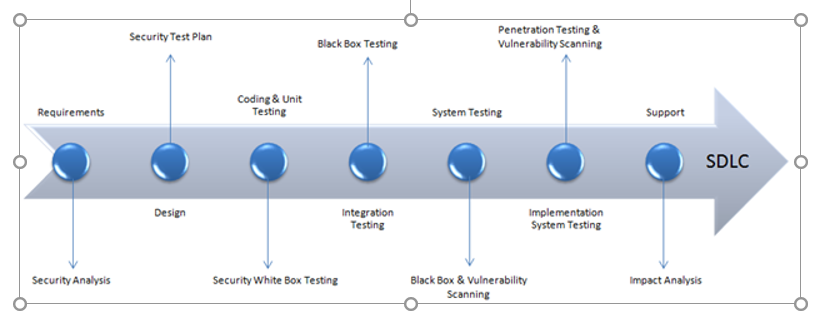 Security Test Plan
Black Box Testing
Penetration Testing &
Vulnerability Scanning
Requirements
Coding & Unit
Testing
System Testing
Support
SDLC
Design
Integration
Testing
Implementation
System Testing
Security Analysis
Security White Box Testing
Black Box & Vulnerability
Scanning
Impact Analysis